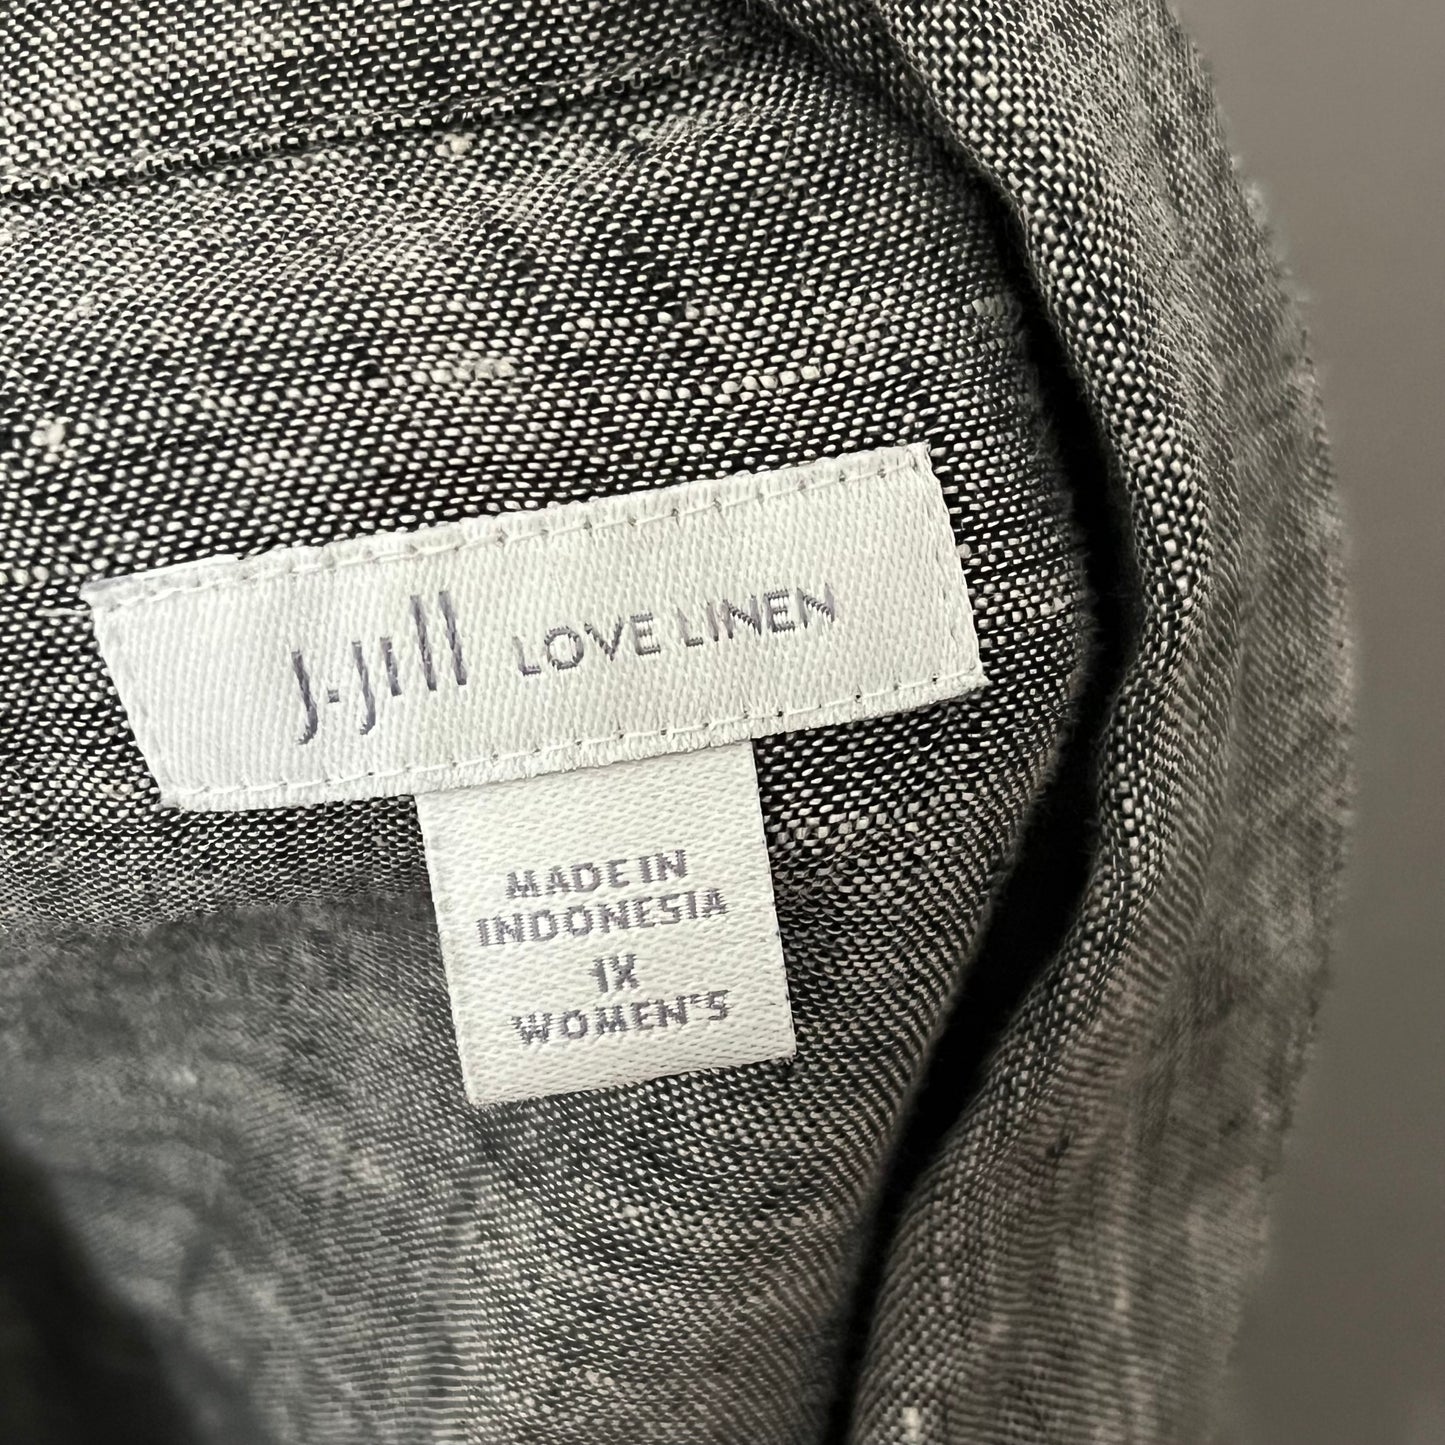 J.Jill LOVE LINEN
MADE IN
INDONESIA
1X
WOMEN'S